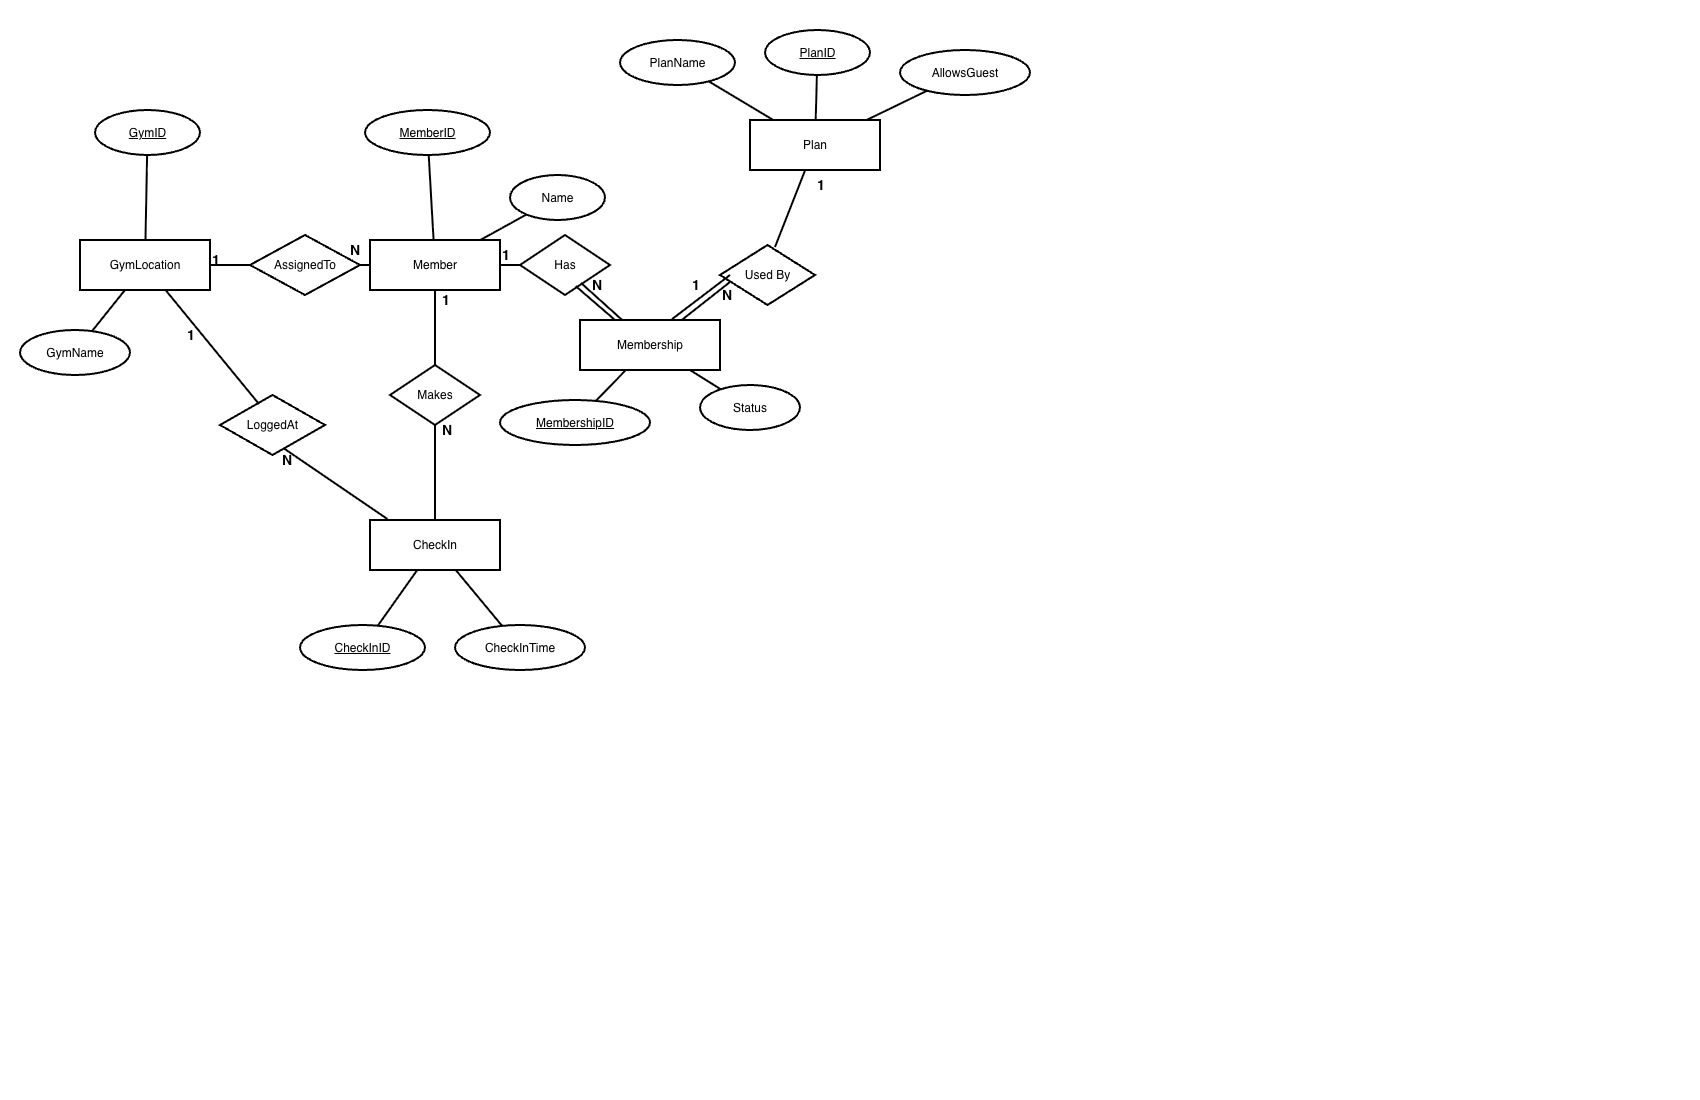 PlanName
PlanID
AllowsGuest
GymID
MemberID
Plan
1
Name
GymLocation
1
AssignedTo
N
Member
1
Has
N
1
N
Used By
1
1
GymName
Membership
Makes
MembershipID
Status
LoggedAt
N
N
CheckIn
CheckInID
CheckInTime